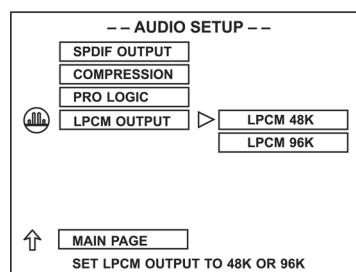 -- AUDIO SETUP --
SPDIF OUTPUT
COMPRESSION
PRO LOGIC
LPCM OUTPUT
LPCM 48K
LPCM 96K
MAIN PAGE
SET LPCM OUTPUT TO 48K OR 96K